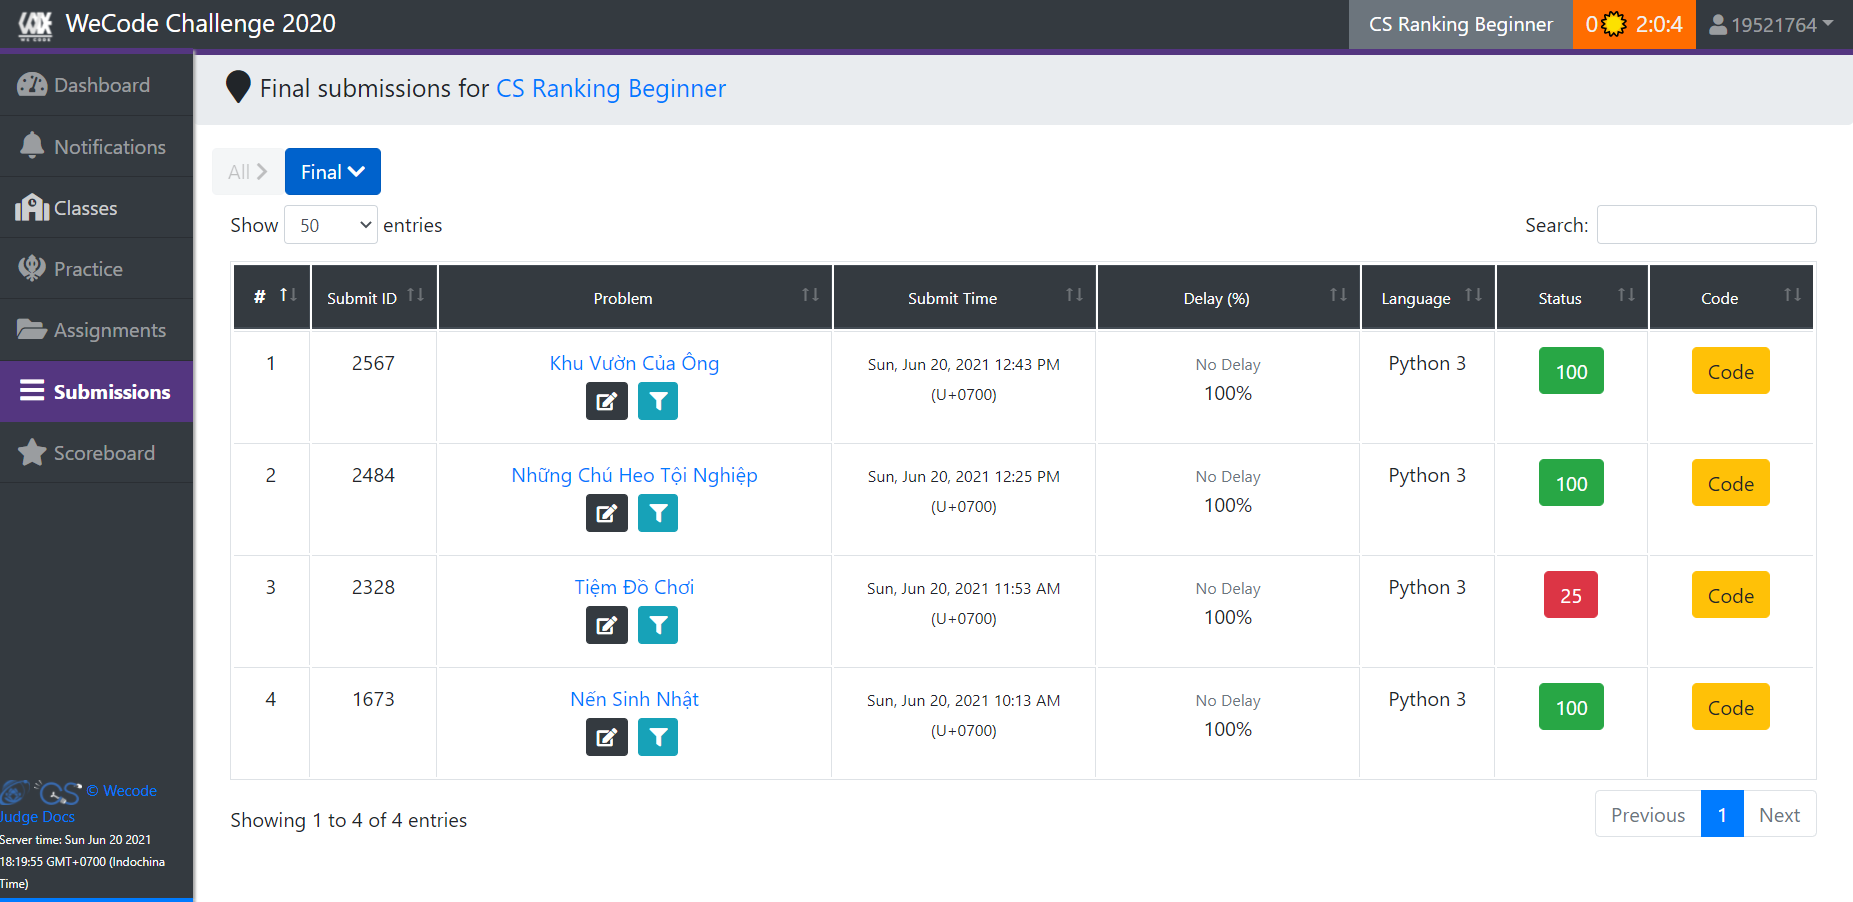 WeCode Challenge 2020
CS Ranking Beginner
0 2:0:4
19521764
Dashboard
Notifications
Classes
Practice
Assignments
Submissions
Scoreboard
© Wecode
Judge Docs
Server time: Sun Jun 20 2021
18:19:55 GMT+0700 (Indochina
Time)
Final submissions for CS Ranking Beginner
All Final
Show 50 entries
Search:
# Submit ID Problem Submit Time Delay (%) Language Status Code
1 2567 Khu Vườn Của Ông Sun, Jun 20, 2021 12:43 PM No Delay Python 3 100 Code
(U+0700) 100%
2 2484 Những Chú Heo Tội Nghiệp Sun, Jun 20, 2021 12:25 PM No Delay Python 3 100 Code
(U+0700) 100%
3 2328 Tiệm Đồ Chơi Sun, Jun 20, 2021 11:53 AM No Delay Python 3 25 Code
(U+0700) 100%
4 1673 Nến Sinh Nhật Sun, Jun 20, 2021 10:13 AM No Delay Python 3 100 Code
(U+0700) 100%
Showing 1 to 4 of 4 entries
Previous 1 Next